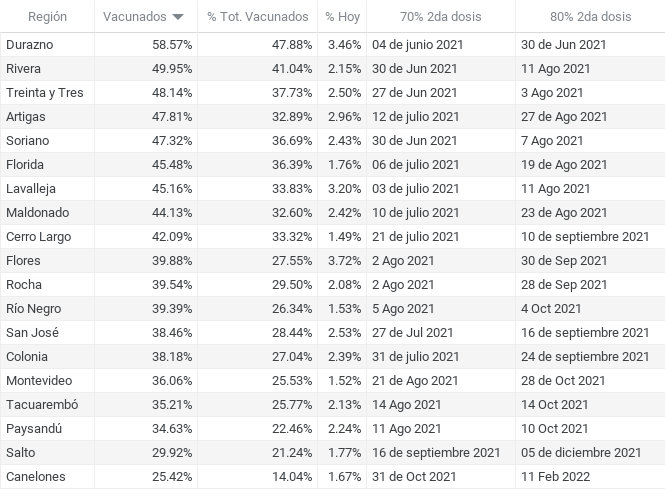 Región Vacunados % Tot. Vacunados % Hoy 70% 2da dosis 80% 2da dosis
Durazno 58.57% 47.88% 3.46% 04 de junio 2021 30 de Jun 2021
Rivera 49.95% 41.04% 2.15% 30 de Jun 2021 11 Ago 2021
Treinta y Tres 48.14% 37.73% 2.50% 27 de Jun 2021 3 Ago 2021
Artigas 47.81% 32.89% 2.96% 12 de julio 2021 27 de Ago 2021
Soriano 47.32% 36.69% 2.43% 30 de Jun 2021 7 Ago 2021
Florida 45.48% 36.39% 1.76% 06 de julio 2021 19 de Ago 2021
Lavalleja 45.16% 33.83% 3.20% 03 de julio 2021 11 Ago 2021
Maldonado 44.13% 32.60% 2.42% 10 de julio 2021 23 de Ago 2021
Cerro Largo 42.09% 33.32% 1.49% 21 de julio 2021 10 de septiembre 2021
Flores 39.88% 27.55% 3.72% 2 Ago 2021 30 de Sep 2021
Rocha 39.54% 29.50% 2.08% 2 Ago 2021 28 de Sep 2021
Río Negro 39.39% 26.34% 1.53% 5 Ago 2021 4 Oct 2021
San José 38.46% 28.44% 2.53% 27 de Jul 2021 16 de septiembre 2021
Colonia 38.18% 27.04% 2.39% 31 de julio 2021 24 de septiembre 2021
Montevideo 36.06% 25.53% 1.52% 21 de Ago 2021 28 de Oct 2021
Tacuarembó 35.21% 25.77% 2.13% 14 Ago 2021 14 Oct 2021
Paysandú 34.63% 22.46% 2.24% 11 Ago 2021 10 Oct 2021
Salto 29.92% 21.24% 1.77% 16 de septiembre 2021 05 de diciembre 2021
Canelones 25.42% 14.04% 1.67% 31 de Oct 2021 11 Feb 2022